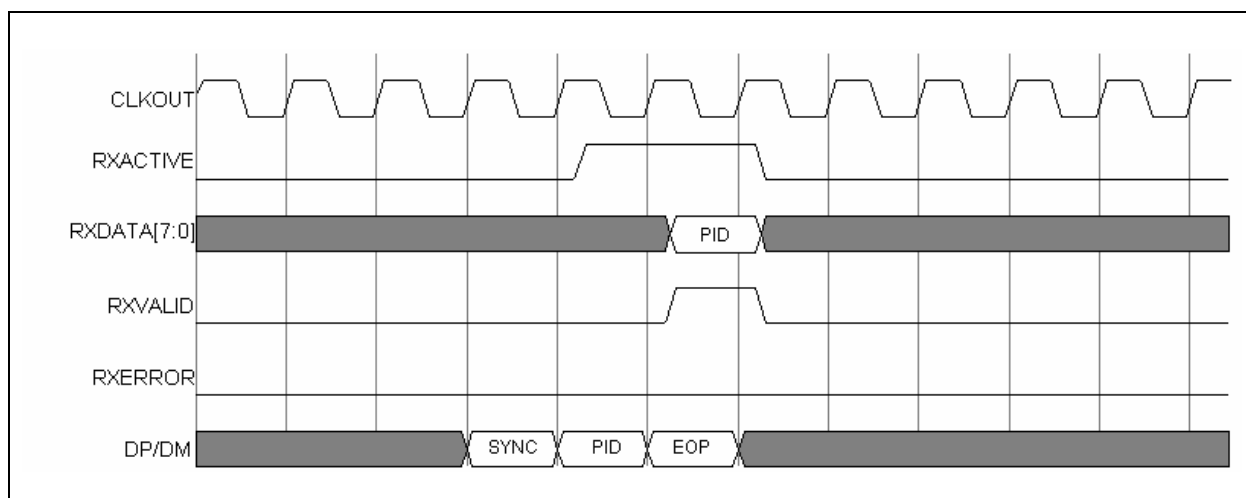 CLKOUT
RXACTIVE
RXDATA[7:0]
PID
RXVALID
RXERROR
DP/DM
SYNC
PID
EOP